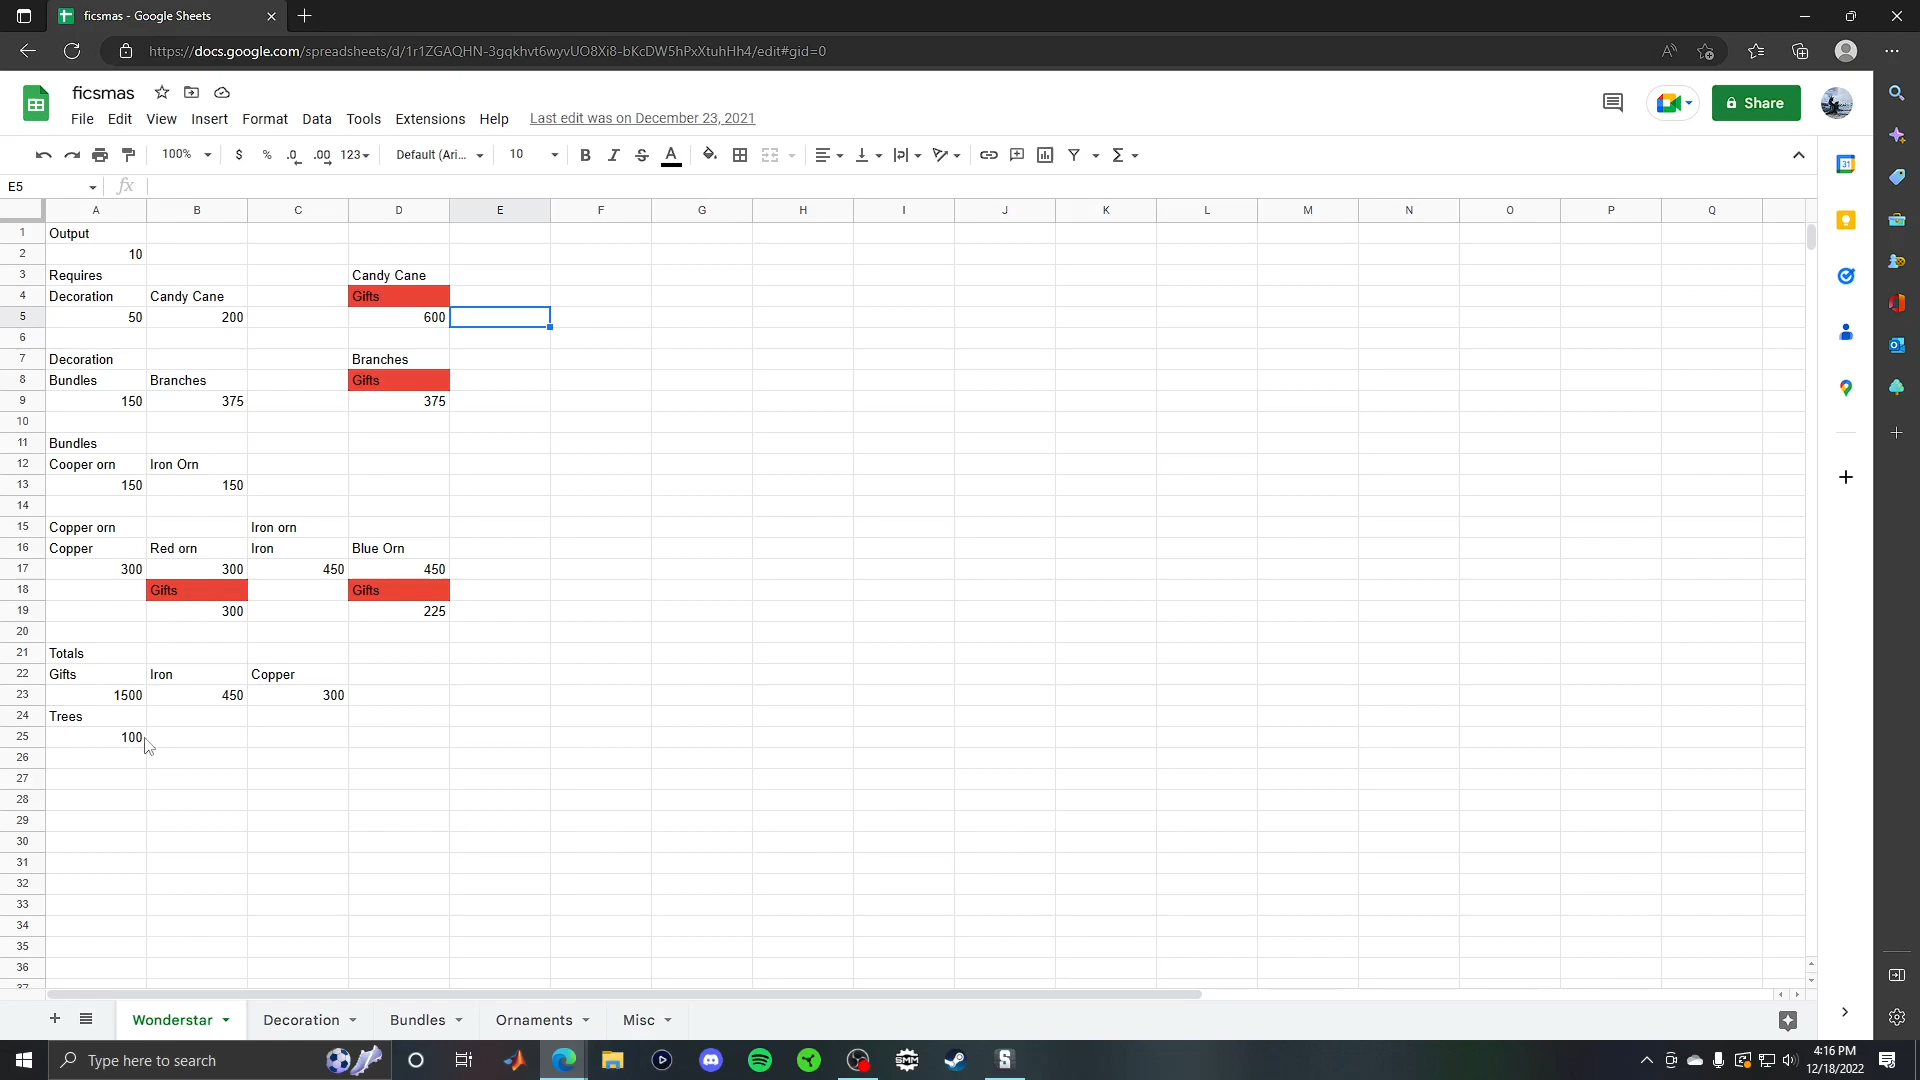 ficsmas - Google Sheets
https://docs.google.com/spreadsheets/d/1r1ZGAQHN-3gqkhvt6wyvUO8Xi8-bKcDW5hPxXtuhHh4/edit#gid=0
ficsmas
File Edit View Insert Format Data Tools Extensions Help Last edit was on December 23, 2021
Share
100% $ % .0 .00 123 Default (Ari... 10 B I S A
E5 fx
A B C D E F G H I J K L M N O P Q
1 Output
2 10
3 Requires Candy Cane
4 Decoration Candy Cane Gifts
5 50 200 600
6
7 Decoration Branches
8 Bundles Branches Gifts
9 150 375 375
10
11 Bundles
12 Cooper orn Iron Orn
13 150 150
14
15 Copper orn Iron orn
16 Copper Red orn Iron Blue Orn
17 300 300 450 450
18 Gifts Gifts
19 300 225
20
21 Totals
22 Gifts Iron Copper
23 1500 450 300
24 Trees
25 100
26
27
28
29
30
31
32
33
34
35
36
37
Wonderstar Decoration Bundles Ornaments Misc
Type here to search
SMM
4:16 PM
12/18/2022